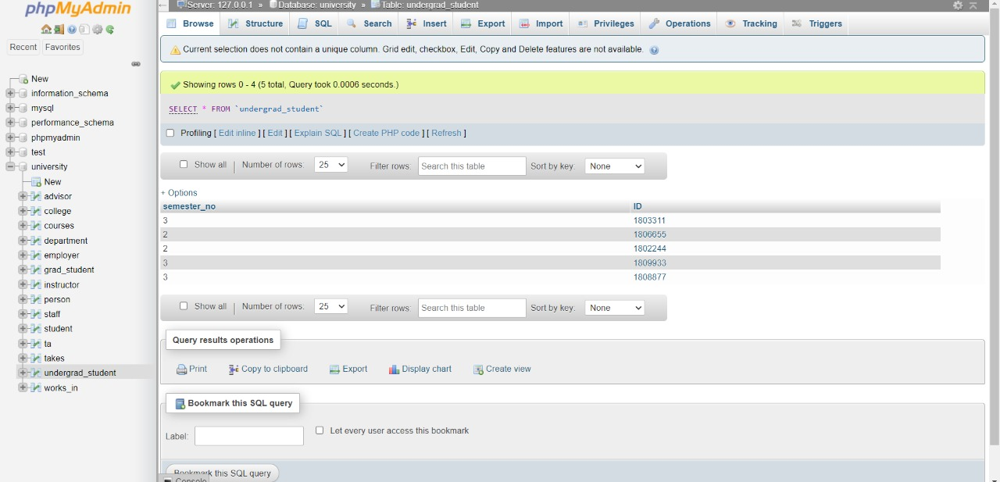 phpMyAdmin
Recent Favorites
New
information_schema
mysql
performance_schema
phpmyadmin
test
university
New
advisor
college
courses
department
employer
grad_student
instructor
person
staff
student
ta
takes
undergrad_student
works_in
Server: 127.0.0.1 » Database: university » Table: undergrad_student
Browse Structure SQL Search Insert Export Import Privileges Operations Tracking Triggers
Current selection does not contain a unique column. Grid edit, checkbox, Edit, Copy and Delete features are not available.
Showing rows 0 - 4 (5 total, Query took 0.0006 seconds.)
SELECT * FROM `undergrad_student`
Profiling [ Edit inline ] [ Edit ] [ Explain SQL ] [ Create PHP code ] [ Refresh ]
Show all | Number of rows: 25 Filter rows: Search this table Sort by key: None
+ Options
semester_no ID
3 1803311
2 1806655
2 1802244
3 1809933
3 1808877
Show all | Number of rows: 25 Filter rows: Search this table Sort by key: None
Query results operations
Print Copy to clipboard Export Display chart Create view
Bookmark this SQL query
Label: Let every user access this bookmark
Bookmark this SQL query
Console